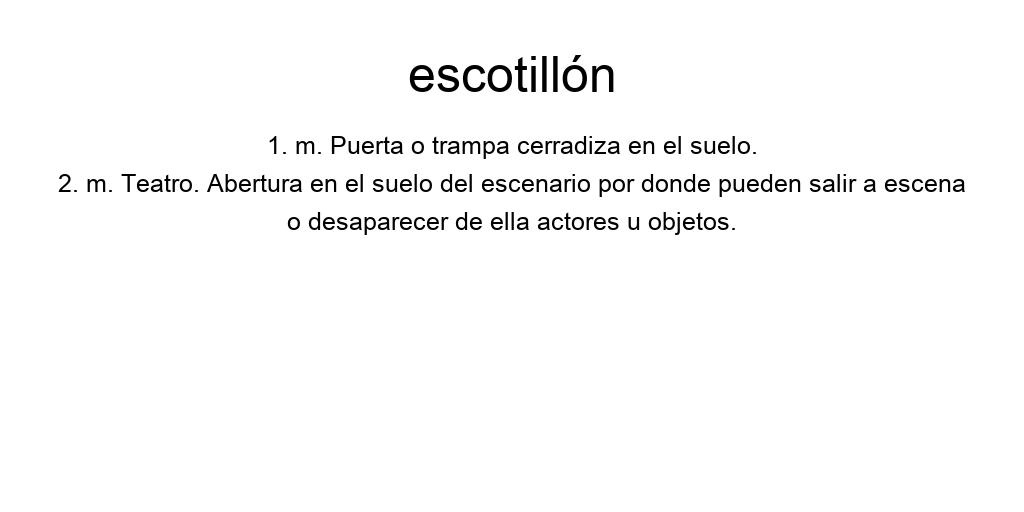 escotillón
1. m. Puerta o trampa cerradiza en el suelo.
2. m. Teatro. Abertura en el suelo del escenario por donde pueden salir a escena
o desaparecer de ella actores u objetos.